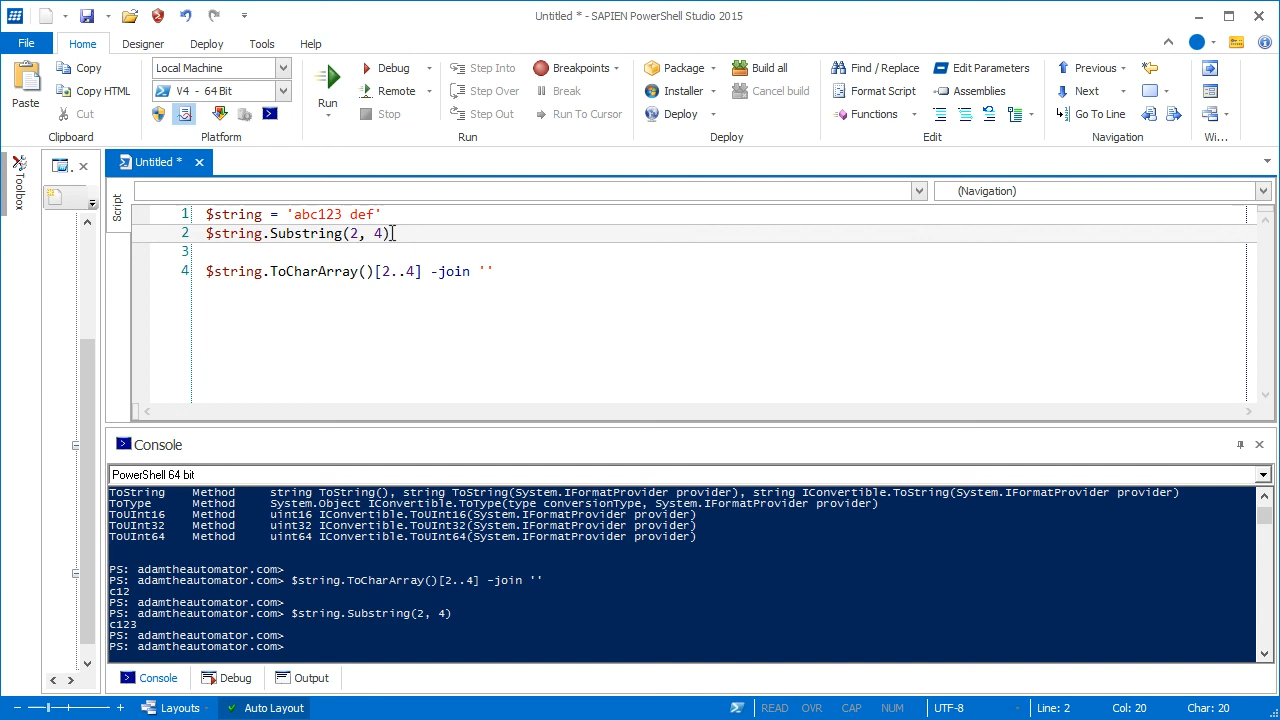 Untitled * - SAPIEN PowerShell Studio 2015
File Home Designer Deploy Tools Help
Paste
Copy
Copy HTML
Cut
Clipboard
Local Machine
V4 - 64 Bit
Platform
Run
Debug
Remote
Stop
Step Into
Step Over
Step Out
Breakpoints
Break
Run To Cursor
Run
Package
Installer
Deploy
Build all
Cancel build
Deploy
Find / Replace
Format Script
Functions
Edit Parameters
Assemblies
Edit
Previous
Next
Go To Line
Navigation
Wi...
Toolbox
Untitled *
Script
(Navigation)
1 $string = 'abc123 def'
2 $string.Substring(2, 4)
3
4 $string.ToCharArray()[2..4] -join ''
Console
PowerShell 64 bit
ToString Method string ToString(), string ToString(System.IFormatProvider provider), string IConvertible.ToString(System.IFormatProvider provider)
ToType Method System.Object IConvertible.ToType(type conversionType, System.IFormatProvider provider)
ToUInt16 Method uint16 IConvertible.ToUInt16(System.IFormatProvider provider)
ToUInt32 Method uint32 IConvertible.ToUInt32(System.IFormatProvider provider)
ToUInt64 Method uint64 IConvertible.ToUInt64(System.IFormatProvider provider)
PS: adamtheautomator.com>
PS: adamtheautomator.com> $string.ToCharArray()[2..4] -join ''
c12
PS: adamtheautomator.com>
PS: adamtheautomator.com> $string.Substring(2, 4)
c123
PS: adamtheautomator.com>
PS: adamtheautomator.com>
Console Debug Output
Layouts Auto Layout READ OVR CAP NUM UTF-8 Line: 2 Col: 20 Char: 20